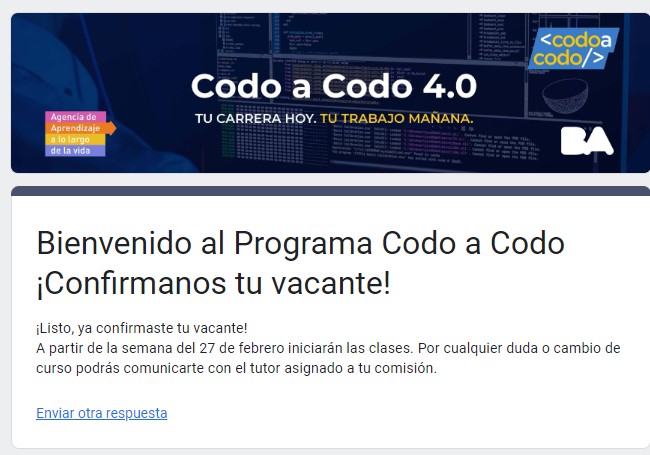 <codoa
codo/>
Codo a Codo 4.0
TU CARRERA HOY. TU TRABAJO MAÑANA.
Agencia de
Aprendizaje
a lo largo
de la vida
BA
Bienvenido al Programa Codo a Codo
¡Confirmanos tu vacante!
¡Listo, ya confirmaste tu vacante!
A partir de la semana del 27 de febrero iniciarán las clases. Por cualquier duda o cambio de
curso podrás comunicarte con el tutor asignado a tu comisión.
Enviar otra respuesta